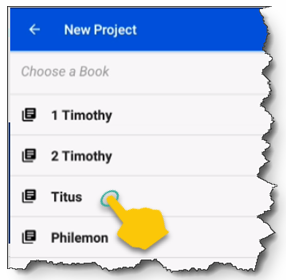 New Project
Choose a Book
1 Timothy
2 Timothy
Titus
Philemon